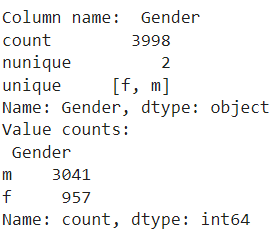 Column name:  Gender
count          3998
nunique           2
unique      [f, m]
Name: Gender, dtype: object
Value counts:
 Gender
m    3041
f     957
Name: count, dtype: int64